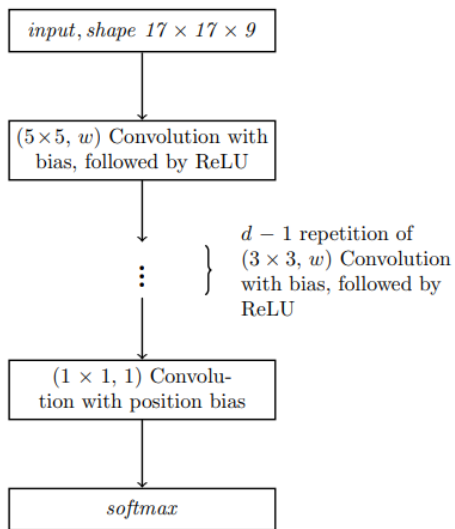 input, shape 17 × 17 × 9
(5×5, w) Convolution with
bias, followed by ReLU
d − 1 repetition of
(3 × 3, w) Convolution
with bias, followed by
ReLU
(1 × 1, 1) Convolu-
tion with position bias
softmax